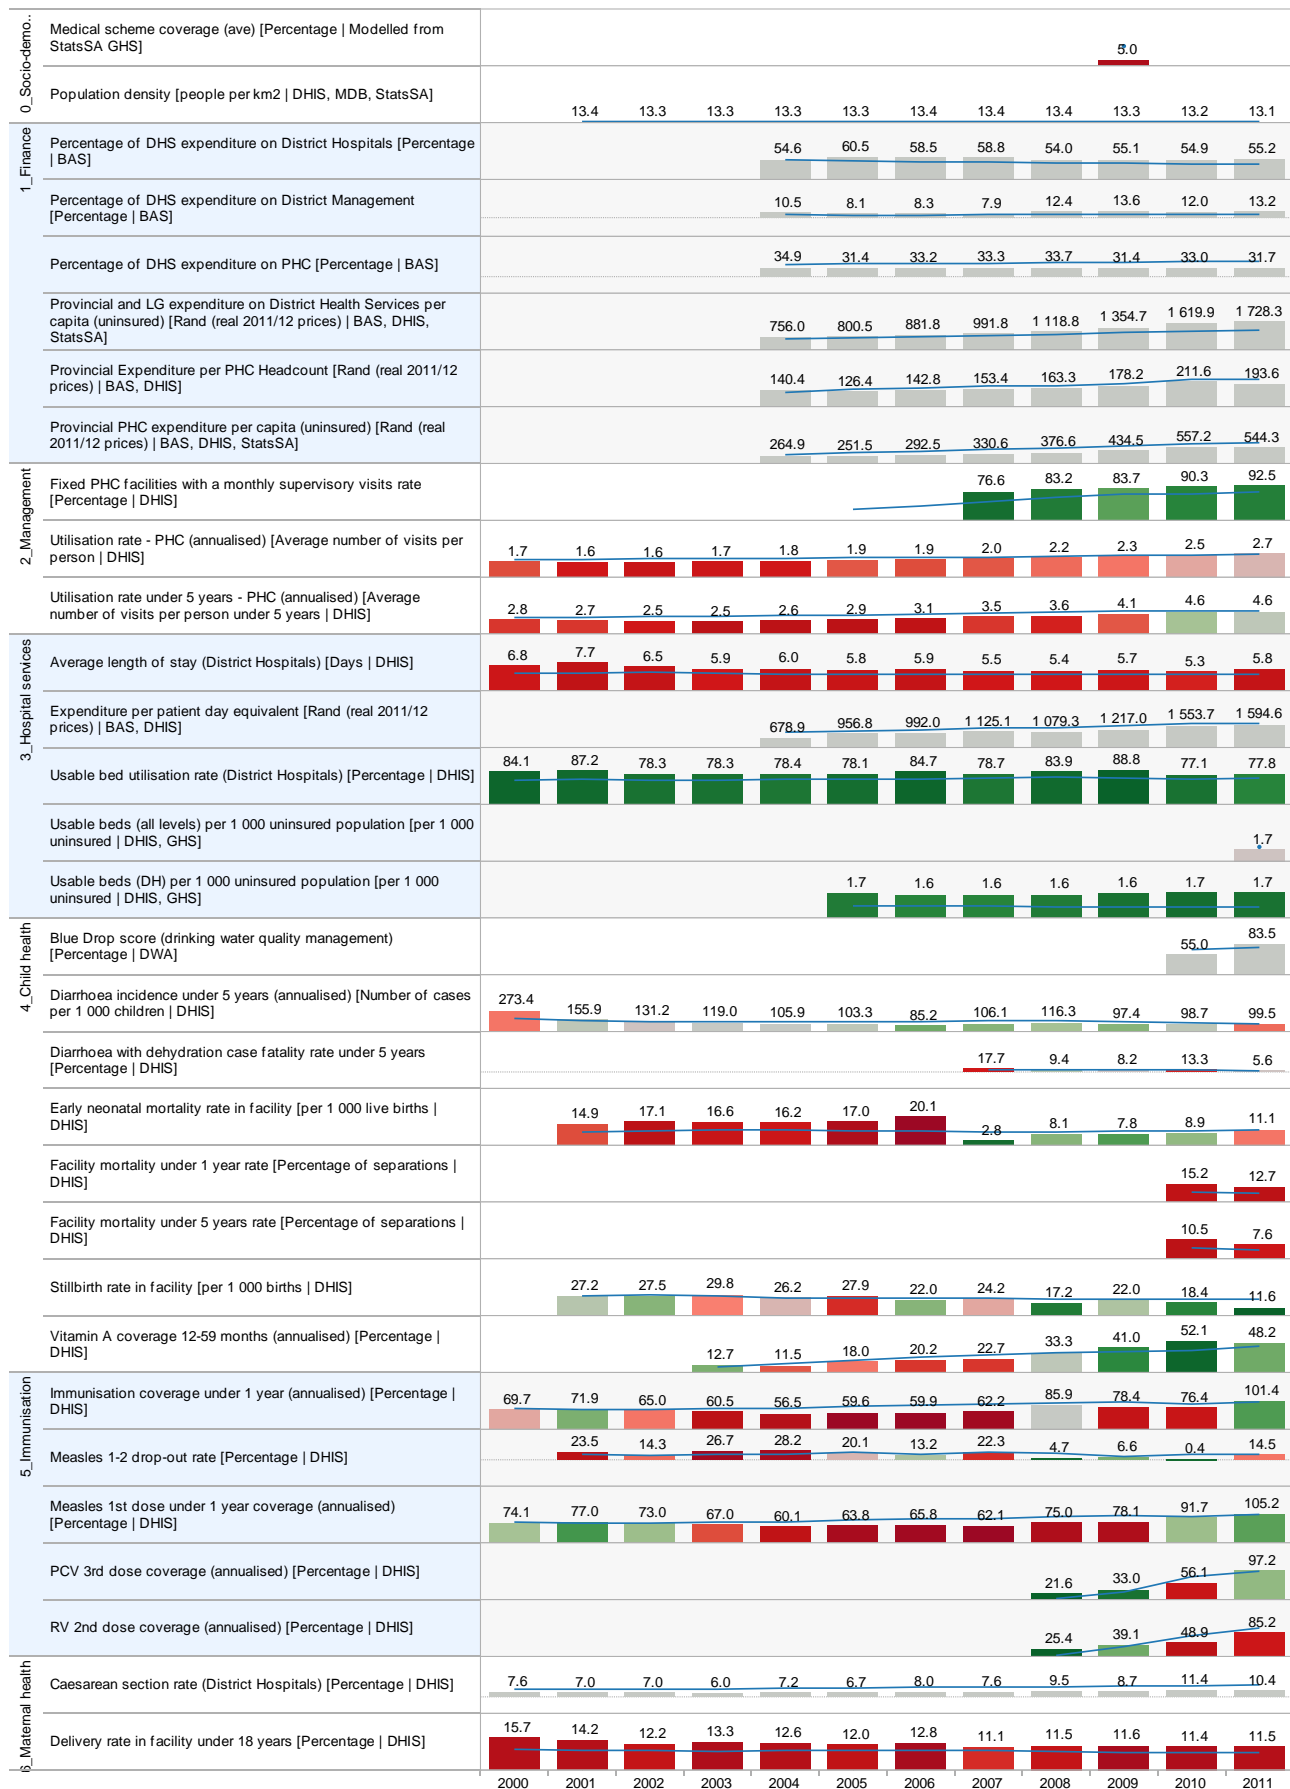 0_Socio-demo..
Medical scheme coverage (ave) [Percentage | Modelled from
StatsSA GHS]
5.0
Population density [people per km2 | DHIS, MDB, StatsSA]
13.4 13.3 13.3 13.3 13.3 13.4 13.4 13.4 13.3 13.2 13.1
1_Finance
Percentage of DHS expenditure on District Hospitals [Percentage
| BAS]
54.6 60.5 58.5 58.8 54.0 55.1 54.9 55.2
Percentage of DHS expenditure on District Management
[Percentage | BAS]
10.5 8.1 8.3 7.9 12.4 13.6 12.0 13.2
Percentage of DHS expenditure on PHC [Percentage | BAS]
34.9 31.4 33.2 33.3 33.7 31.4 33.0 31.7
Provincial and LG expenditure on District Health Services per
capita (uninsured) [Rand (real 2011/12 prices) | BAS, DHIS,
StatsSA]
756.0 800.5 881.8 991.8 1 118.8 1 354.7 1 619.9 1 728.3
Provincial Expenditure per PHC Headcount [Rand (real 2011/12
prices) | BAS, DHIS]
140.4 126.4 142.8 153.4 163.3 178.2 211.6 193.6
Provincial PHC expenditure per capita (uninsured) [Rand (real
2011/12 prices) | BAS, DHIS, StatsSA]
264.9 251.5 292.5 330.6 376.6 434.5 557.2 544.3
2_Management
Fixed PHC facilities with a monthly supervisory visits rate
[Percentage | DHIS]
76.6 83.2 83.7 90.3 92.5
Utilisation rate - PHC (annualised) [Average number of visits per
person | DHIS]
1.7 1.6 1.6 1.7 1.8 1.9 1.9 2.0 2.2 2.3 2.5 2.7
Utilisation rate under 5 years - PHC (annualised) [Average
number of visits per person under 5 years | DHIS]
2.8 2.7 2.5 2.5 2.6 2.9 3.1 3.5 3.6 4.1 4.6 4.6
3_Hospital services
Average length of stay (District Hospitals) [Days | DHIS]
6.8 7.7 6.5 5.9 6.0 5.8 5.9 5.5 5.4 5.7 5.3 5.8
Expenditure per patient day equivalent [Rand (real 2011/12
prices) | BAS, DHIS]
678.9 956.8 992.0 1 125.1 1 079.3 1 217.0 1 553.7 1 594.6
Usable bed utilisation rate (District Hospitals) [Percentage | DHIS]
84.1 87.2 78.3 78.3 78.4 78.1 84.7 78.7 83.9 88.8 77.1 77.8
Usable beds (all levels) per 1 000 uninsured population [per 1 000
uninsured | DHIS, GHS]
1.7
Usable beds (DH) per 1 000 uninsured population [per 1 000
uninsured | DHIS, GHS]
1.7 1.6 1.6 1.6 1.6 1.7 1.7
4_Child health
Blue Drop score (drinking water quality management)
[Percentage | DWA]
55.0 83.5
Diarrhoea incidence under 5 years (annualised) [Number of cases
per 1 000 children | DHIS]
273.4 155.9 131.2 119.0 105.9 103.3 85.2 106.1 116.3 97.4 98.7 99.5
Diarrhoea with dehydration case fatality rate under 5 years
[Percentage | DHIS]
17.7 9.4 8.2 13.3 5.6
Early neonatal mortality rate in facility [per 1 000 live births |
DHIS]
14.9 17.1 16.6 16.2 17.0 20.1 2.8 8.1 7.8 8.9 11.1
Facility mortality under 1 year rate [Percentage of separations |
DHIS]
15.2 12.7
Facility mortality under 5 years rate [Percentage of separations |
DHIS]
10.5 7.6
Stillbirth rate in facility [per 1 000 births | DHIS]
27.2 27.5 29.8 26.2 27.9 22.0 24.2 17.2 22.0 18.4 11.6
Vitamin A coverage 12-59 months (annualised) [Percentage |
DHIS]
12.7 11.5 18.0 20.2 22.7 33.3 41.0 52.1 48.2
5_Immunisation
Immunisation coverage under 1 year (annualised) [Percentage |
DHIS]
69.7 71.9 65.0 60.5 56.5 59.6 59.9 62.2 85.9 78.4 76.4 101.4
Measles 1-2 drop-out rate [Percentage | DHIS]
23.5 14.3 26.7 28.2 20.1 13.2 22.3 4.7 6.6 0.4 14.5
Measles 1st dose under 1 year coverage (annualised)
[Percentage | DHIS]
74.1 77.0 73.0 67.0 60.1 63.8 65.8 62.1 75.0 78.1 91.7 105.2
PCV 3rd dose coverage (annualised) [Percentage | DHIS]
21.6 33.0 56.1 97.2
RV 2nd dose coverage (annualised) [Percentage | DHIS]
25.4 39.1 48.9 85.2
6_Maternal health
Caesarean section rate (District Hospitals) [Percentage | DHIS]
7.6 7.0 7.0 6.0 7.2 6.7 8.0 7.6 9.5 8.7 11.4 10.4
Delivery rate in facility under 18 years [Percentage | DHIS]
15.7 14.2 12.2 13.3 12.6 12.0 12.8 11.1 11.5 11.6 11.4 11.5
2000 2001 2002 2003 2004 2005 2006 2007 2008 2009 2010 2011